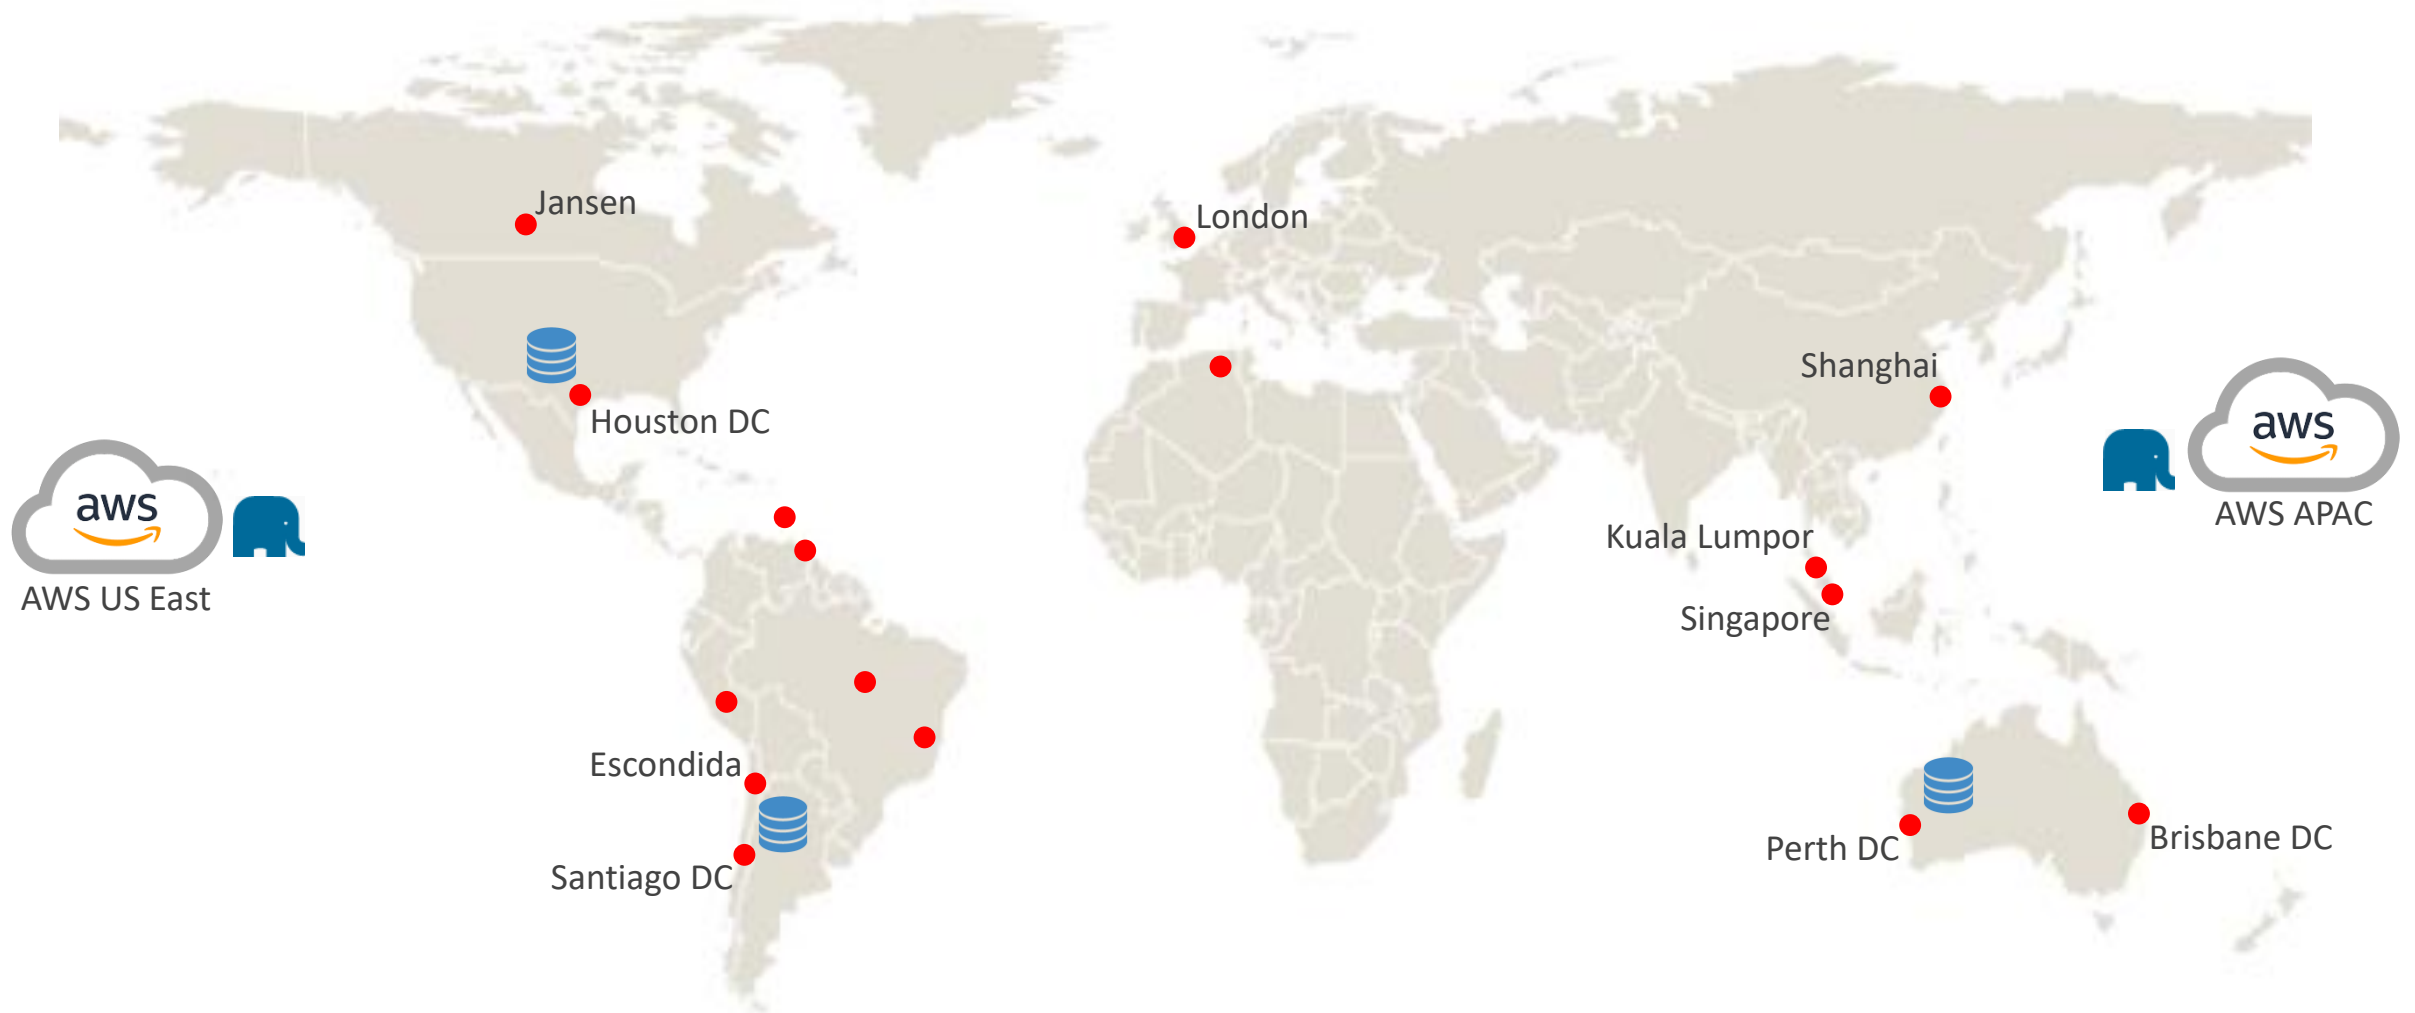 Jansen
London
Shanghai
Houston DC
aws
AWS APAC
aws
AWS US East
Kuala Lumpor
Singapore
Escondida
Santiago DC
Perth DC
Brisbane DC